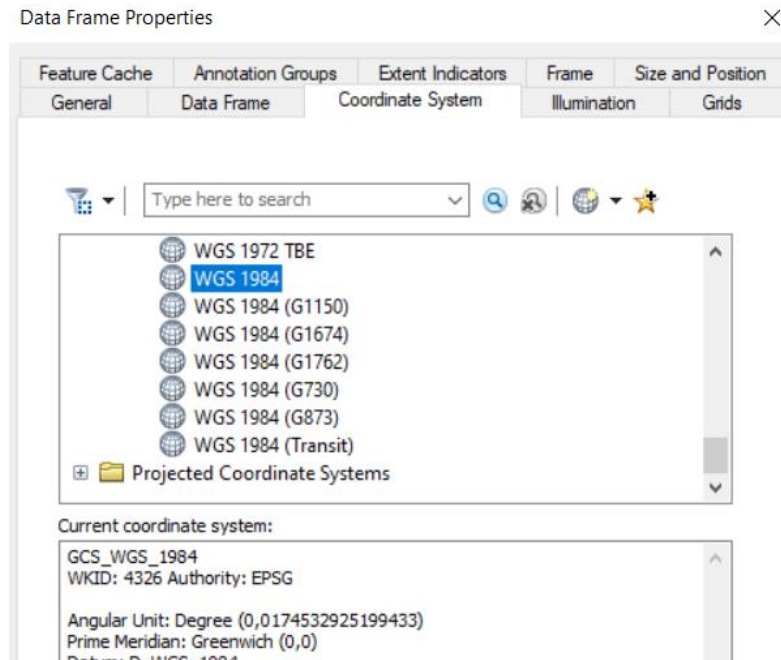 Data Frame Properties
Feature Cache Annotation Groups Extent Indicators Frame Size and Position
General Data Frame Coordinate System Illumination Grids
Type here to search
WGS 1972 TBE
WGS 1984
WGS 1984 (G1150)
WGS 1984 (G1674)
WGS 1984 (G1762)
WGS 1984 (G730)
WGS 1984 (G873)
WGS 1984 (Transit)
Projected Coordinate Systems
Current coordinate system:
GCS_WGS_1984
WKID: 4326 Authority: EPSG
Angular Unit: Degree (0,0174532925199433)
Prime Meridian: Greenwich (0,0)
Datum: D_WGS_1984